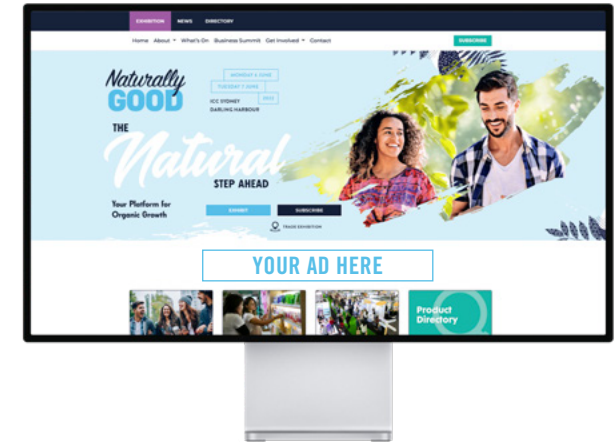 EXHIBITION NEWS DIRECTORY
Home About What's On Business Summit Get Involved Contact SUBSCRIBE
Naturally
GOOD
MONDAY 6 JUNE
TUESDAY 7 JUNE
ICC SYDNEY
DARLING HARBOUR
THE
Natural
STEP AHEAD
Your Platform for
Organic Growth
EXHIBIT SUBSCRIBE
TRADE EXHIBITION
YOUR AD HERE
Product
Directory